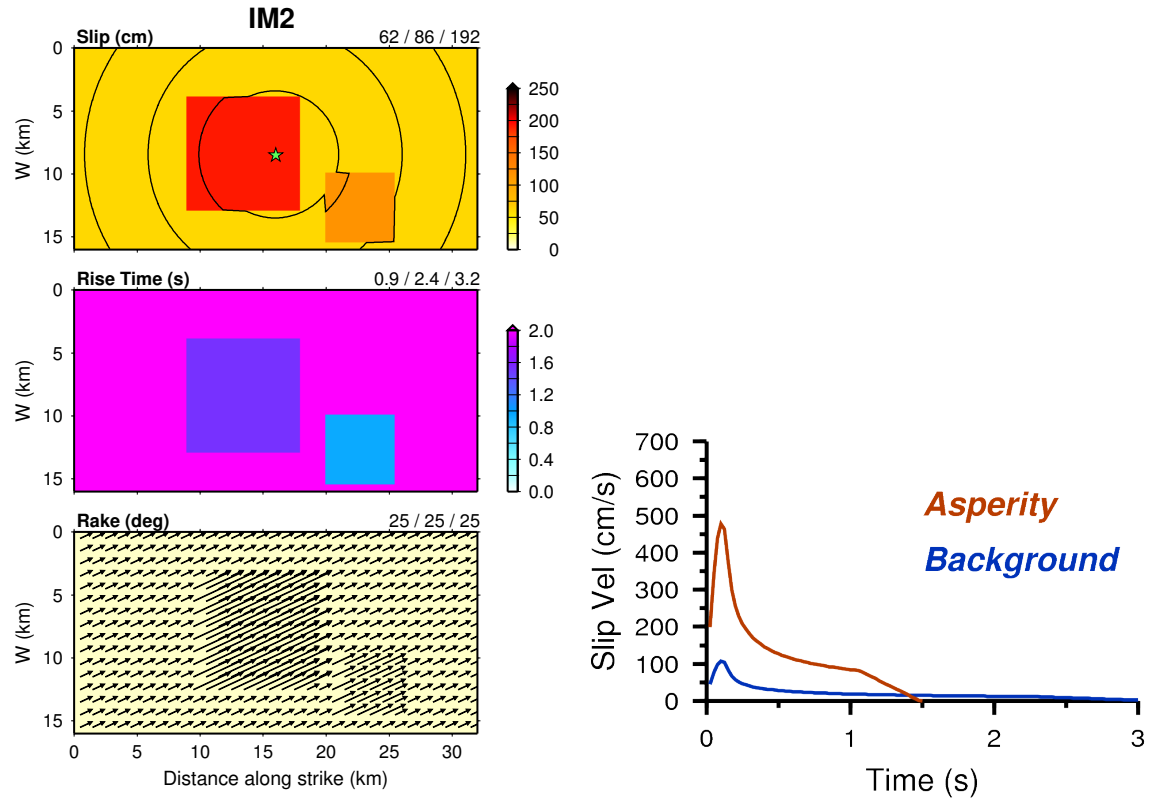 IM2
Slip (cm) 62 / 86 / 192
0
5
10
15
W (km)
250
200
150
100
50
0
Rise Time (s) 0.9 / 2.4 / 3.2
0
5
10
15
W (km)
2.0
1.6
1.2
0.8
0.4
0.0
Rake (deg) 25 / 25 / 25
0
5
10
15
W (km)
0 5 10 15 20 25 30
Distance along strike (km)
700
600
500
400
300
200
100
0
Slip Vel (cm/s)
Asperity
Background
0 1 2 3
Time (s)